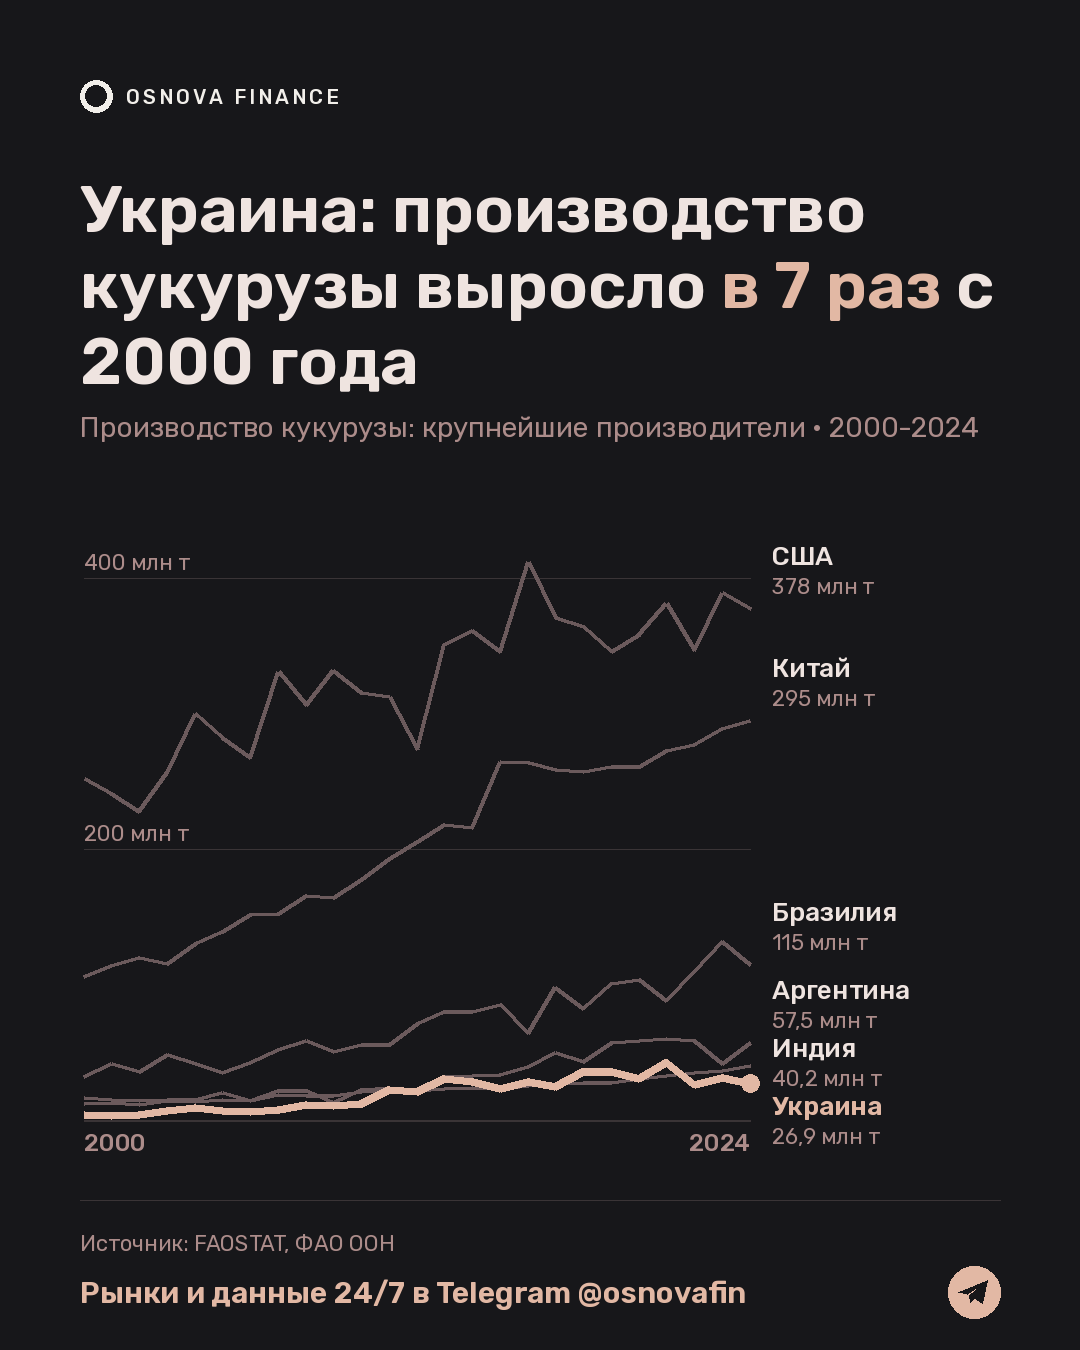 OSNOVA FINANCE
Украина: производство
кукурузы выросло в 7 раз с
2000 года
Производство кукурузы: крупнейшие производители • 2000–2024
400 млн т
200 млн т
США
378 млн т
Китай
295 млн т
Бразилия
115 млн т
Аргентина
57,5 млн т
Индия
40,2 млн т
Украина
26,9 млн т
2000
2024
Источник: FAOSTAT, ФАО ООН
Рынки и данные 24/7 в Telegram @osnovafin